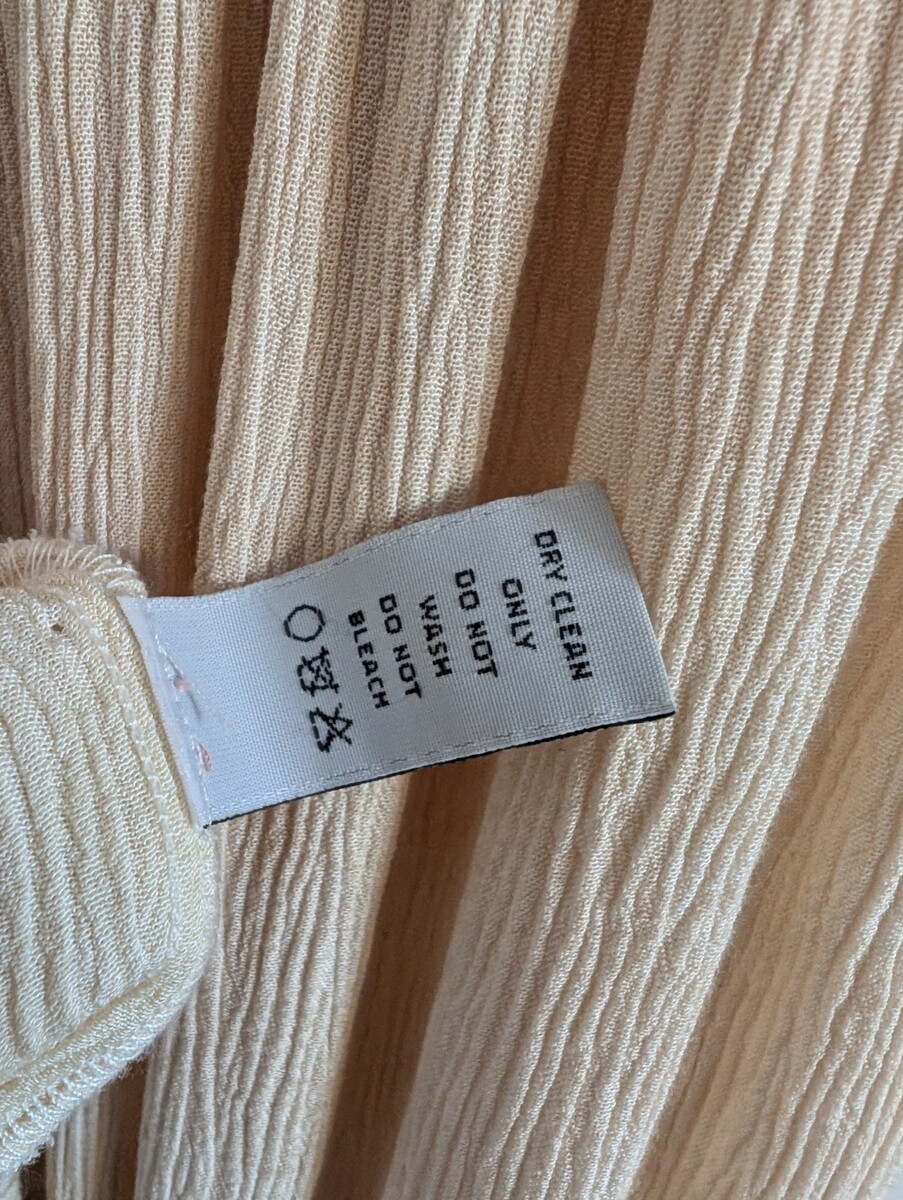 DRY CLEAN
ONLY
DO NOT
WASH
DO NOT
BLEACH